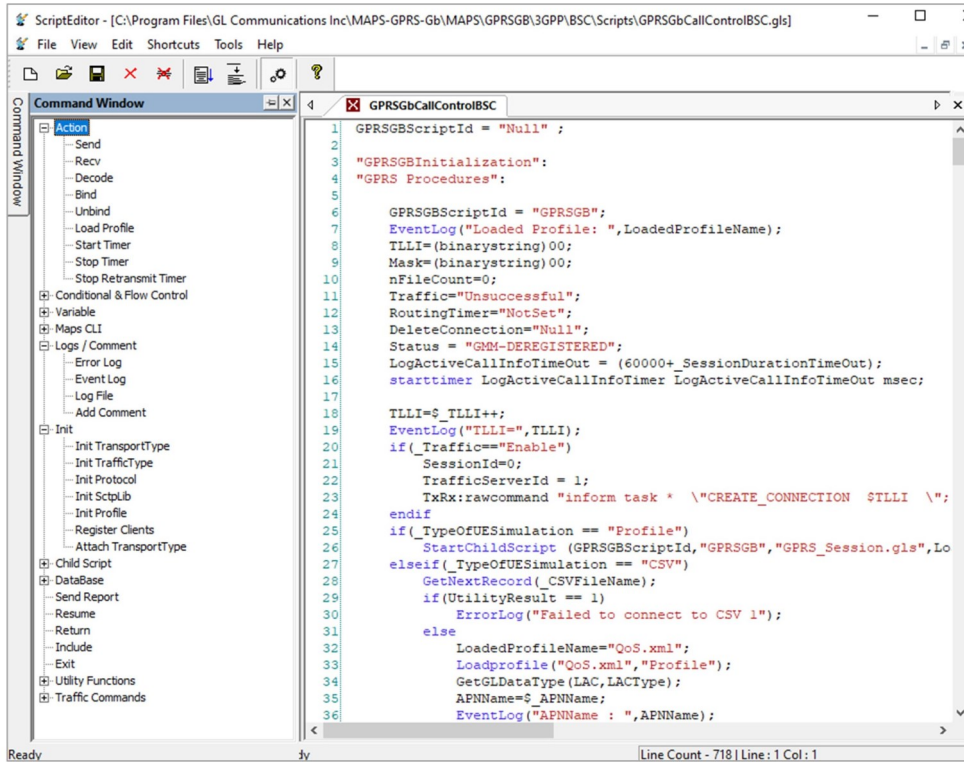 ScriptEditor - [C:\Program Files\GL Communications Inc\MAPS-GPRS-Gb\MAPS\GPRSGB\3GPP\BSC\Scripts\GPRSGbCallControlBSC.gls]
File View Edit Shortcuts Tools Help
Command Window
Command Window
Action
Send
Recv
Decode
Bind
Unbind
Load Profile
Start Timer
Stop Timer
Stop Retransmit Timer
Conditional & Flow Control
Variable
Maps CLI
Logs / Comment
Error Log
Event Log
Log File
Add Comment
Init
Init TransportType
Init TrafficType
Init Protocol
Init SctpLib
Init Profile
Register Clients
Attach TransportType
Child Script
DataBase
Send Report
Resume
Return
Include
Exit
Utility Functions
Traffic Commands
GPRSGbCallControlBSC
1 GPRSGBScriptId = "Null" ;
2
3 "GPRSGBInitialization":
4 "GPRS Procedures":
5
6 GPRSGBScriptId = "GPRSGB";
7 EventLog("Loaded Profile: ",LoadedProfileName);
8 TLLI=(binarystring)00;
9 Mask=(binarystring)00;
10 nFileCount=0;
11 Traffic="Unsuccessful";
12 RoutingTimer="NotSet";
13 DeleteConnection="Null";
14 Status = "GMM-DEREGISTERED";
15 LogActiveCallInfoTimeOut = (60000+_SessionDurationTimeOut);
16 starttimer LogActiveCallInfoTimer LogActiveCallInfoTimeOut msec;
17
18 TLLI=$_TLLI++;
19 EventLog("TLLI=",TLLI);
20 if(_Traffic=="Enable")
21 SessionId=0;
22 TrafficServerId = 1;
23 TxRx:rawcommand "inform task * \"CREATE_CONNECTION $TLLI \";
24 endif
25 if(_TypeOfUESimulation == "Profile")
26 StartChildScript (GPRSGBScriptId,"GPRSGB","GPRS_Session.gls",Lo
27 elseif(_TypeOfUESimulation == "CSV")
28 GetNextRecord(_CSVFileName);
29 if(UtilityResult == 1)
30 ErrorLog("Failed to connect to CSV 1");
31 else
32 LoadedProfileName="QoS.xml";
33 Loadprofile("QoS.xml","Profile");
34 GetGLDataType(LAC,LACType);
35 APNName=$_APNName;
36 EventLog("APNName : ",APNName);
Ready
dy
Line Count - 718 | Line : 1 Col : 1